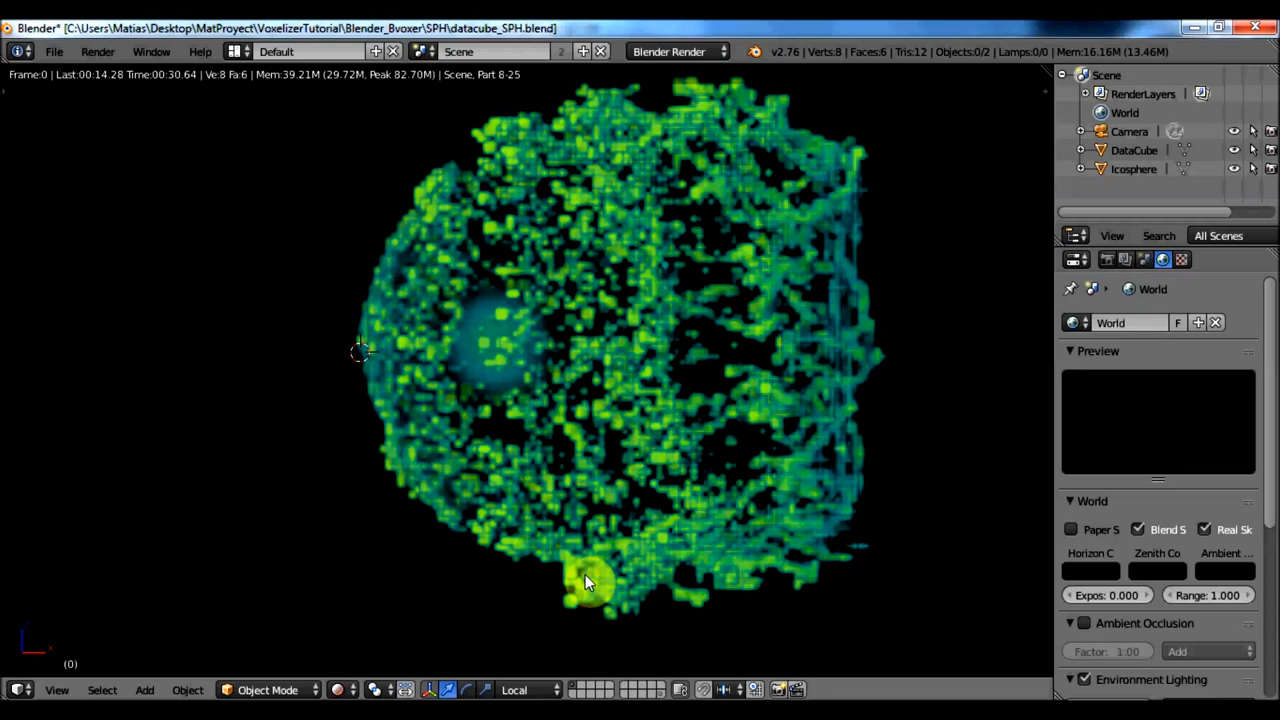 Blender* [C:\Users\Matias\Desktop\MatProyect\VoxelizerTutorial\Blender_Bvoxer\SPH\datacube_SPH.blend]
File Render Window Help Default Scene 2 Blender Render v2.76 | Verts:8 | Faces:6 | Tris:12 | Objects:0/2 | Lamps:0/0 | Mem:16.16M (13.46M)
Frame:0 | Last:00:14.28 Time:00:30.64 | Ve:8 Fa:6 | Mem:39.21M (29.72M, Peak 82.70M) | Scene, Part 8-25
Scene
RenderLayers
World
Camera
DataCube
Icosphere
View Search All Scenes
World
World F
Preview
World
Paper S Blend S Real Sk
Horizon C Zenith Co Ambient ...
Expos: 0.000 Range: 1.000
Ambient Occlusion
Factor: 1.00 Add
Environment Lighting
(0)
View Select Add Object Object Mode Local